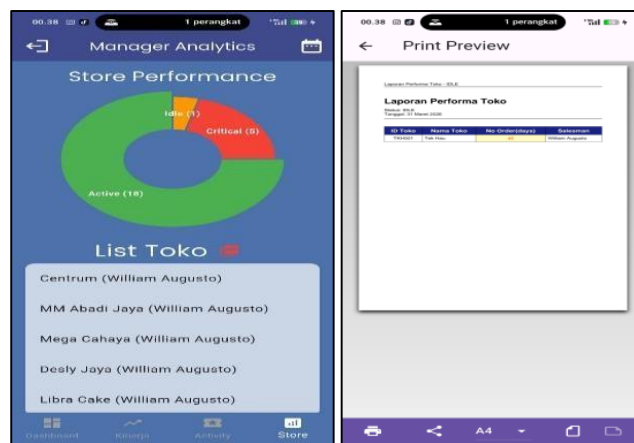 00.38
1 perangkat
Manager Analytics
Store Performance
Idle (1)
Critical (5)
Active (18)
List Toko
Centrum (William Augusto)
MM Abadi Jaya (William Augusto)
Mega Cahaya (William Augusto)
Desly Jaya (William Augusto)
Libra Cake (William Augusto)
Dashboard Kinerja Activity Store
00.38
1 perangkat
Print Preview
Laporan Performa Toko - IDLE
Laporan Performa Toko
Status: IDLE
Tanggal: 31 Maret 2026
ID Toko Nama Toko No Order(days) Salesman
William Augusto
A4